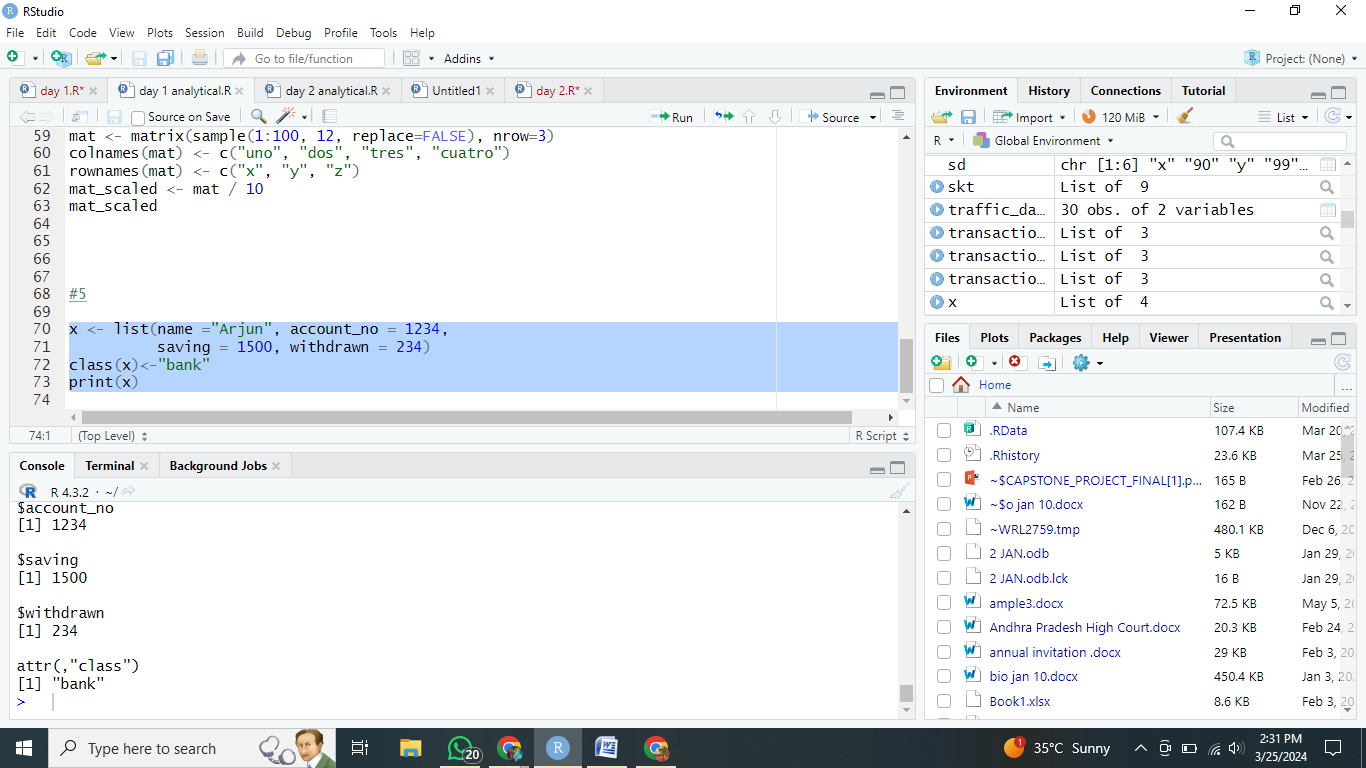 RStudio
File Edit Code View Plots Session Build Debug Profile Tools Help
Go to file/function Addins Project: (None)
day 1.R* day 1 analytical.R day 2 analytical.R Untitled1 day 2.R*
Source on Save Run Source
59 mat <- matrix(sample(1:100, 12, replace=FALSE), nrow=3)
60 colnames(mat) <- c("uno", "dos", "tres", "cuatro")
61 rownames(mat) <- c("x", "y", "z")
62 mat_scaled <- mat / 10
63 mat_scaled
64
65
66
67
68 #5
69
70 x <- list(name ="Arjun", account_no = 1234,
71 saving = 1500, withdrawn = 234)
72 class(x)<-"bank"
73 print(x)
74
74:1 (Top Level) R Script
Console Terminal Background Jobs
R 4.3.2 · ~/
$account_no
[1] 1234
$saving
[1] 1500
$withdrawn
[1] 234
attr(,"class")
[1] "bank"
>
Environment History Connections Tutorial
Import 120 MiB List
R Global Environment
sd chr [1:6] "x" "90" "y" "99"...
skt List of 9
traffic_da... 30 obs. of 2 variables
transactio... List of 3
transactio... List of 3
transactio... List of 3
x List of 4
Files Plots Packages Help Viewer Presentation
Home ...
Name Size Modified
.RData 107.4 KB Mar 20, 2
.Rhistory 23.6 KB Mar 25, 2
~$CAPSTONE_PROJECT_FINAL[1].p... 165 B Feb 26, 2
~$o jan 10.docx 162 B Nov 22, 2
~WRL2759.tmp 480.1 KB Dec 6, 20
2 JAN.odb 5 KB Jan 29, 2
2 JAN.odb.lck 16 B Jan 29, 2
ample3.docx 72.5 KB May 5, 20
Andhra Pradesh High Court.docx 20.3 KB Feb 24, 2
annual invitation .docx 29 KB Feb 3, 20
bio jan 10.docx 450.4 KB Jan 3, 20
Book1.xlsx 8.6 KB Feb 3, 20
Type here to search 20 1 35°C Sunny 2:31 PM
3/25/2024